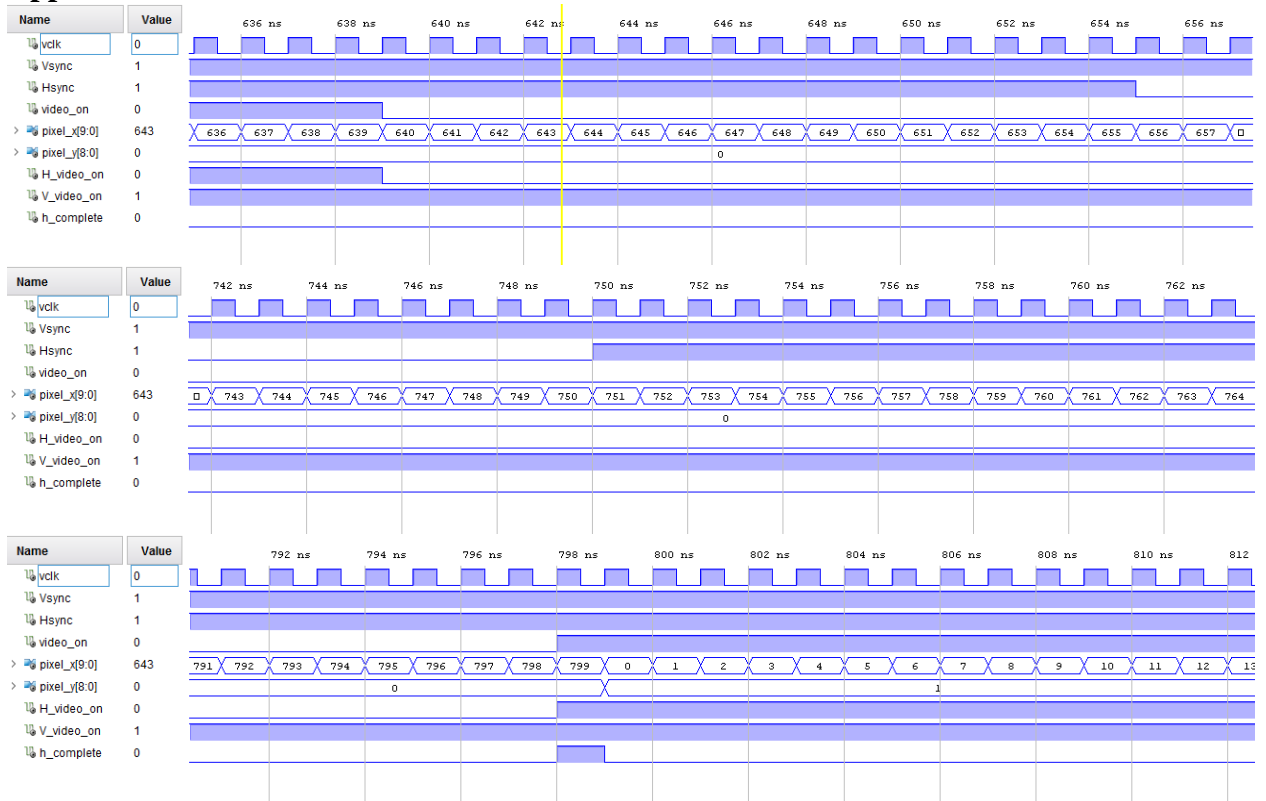 Name Value 636 ns 638 ns 640 ns 642 ns 644 ns 646 ns 648 ns 650 ns 652 ns 654 ns 656 ns
vclk 0
Vsync 1
Hsync 1
video_on 0
> pixel_x[9:0] 643 636 637 638 639 640 641 642 643 644 645 646 647 648 649 650 651 652 653 654 655 656 657
> pixel_y[8:0] 0 0
H_video_on 0
V_video_on 1
h_complete 0
Name Value 742 ns 744 ns 746 ns 748 ns 750 ns 752 ns 754 ns 756 ns 758 ns 760 ns 762 ns
vclk 0
Vsync 1
Hsync 1
video_on 0
> pixel_x[9:0] 643 743 744 745 746 747 748 749 750 751 752 753 754 755 756 757 758 759 760 761 762 763 764
> pixel_y[8:0] 0 0
H_video_on 0
V_video_on 1
h_complete 0
Name Value 792 ns 794 ns 796 ns 798 ns 800 ns 802 ns 804 ns 806 ns 808 ns 810 ns 812
vclk 0
Vsync 1
Hsync 1
video_on 0
> pixel_x[9:0] 643 791 792 793 794 795 796 797 798 799 0 1 2 3 4 5 6 7 8 9 10 11 12 13
> pixel_y[8:0] 0 0 1
H_video_on 0
V_video_on 1
h_complete 0